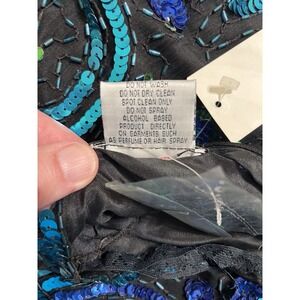 DO NOT WASH
DO NOT DRY CLEAN
SPOT CLEAN ONLY
DO NOT SPRAY
ALCOHOL BASED
PRODUCT DIRECTLY
ON GARMENTS SUCH
AS PERFUME OR HAIR SPRAY